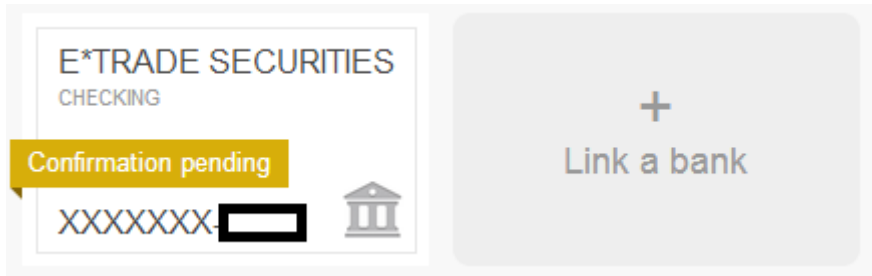 E*TRADE SECURITIES
CHECKING
Confirmation pending
XXXXXXX-
+
Link a bank